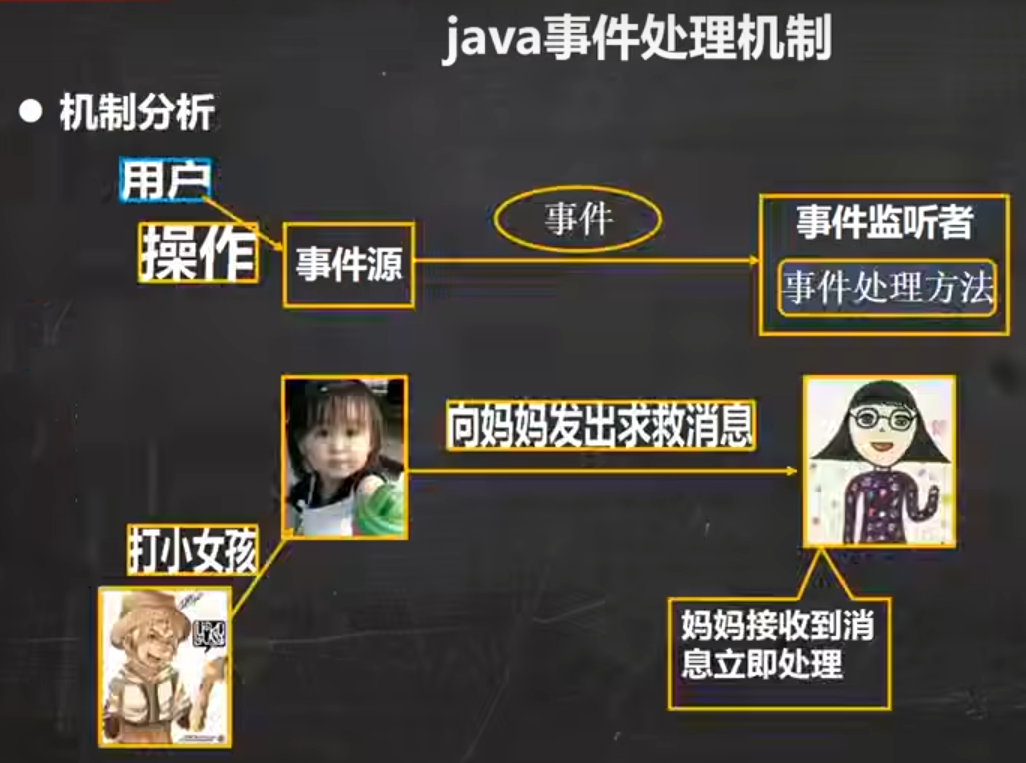 java事件处理机制
机制分析
用户
操作
事件源
事件
事件监听者
事件处理方法
向妈妈发出求救消息
打小女孩
妈妈接收到消
息立即处理